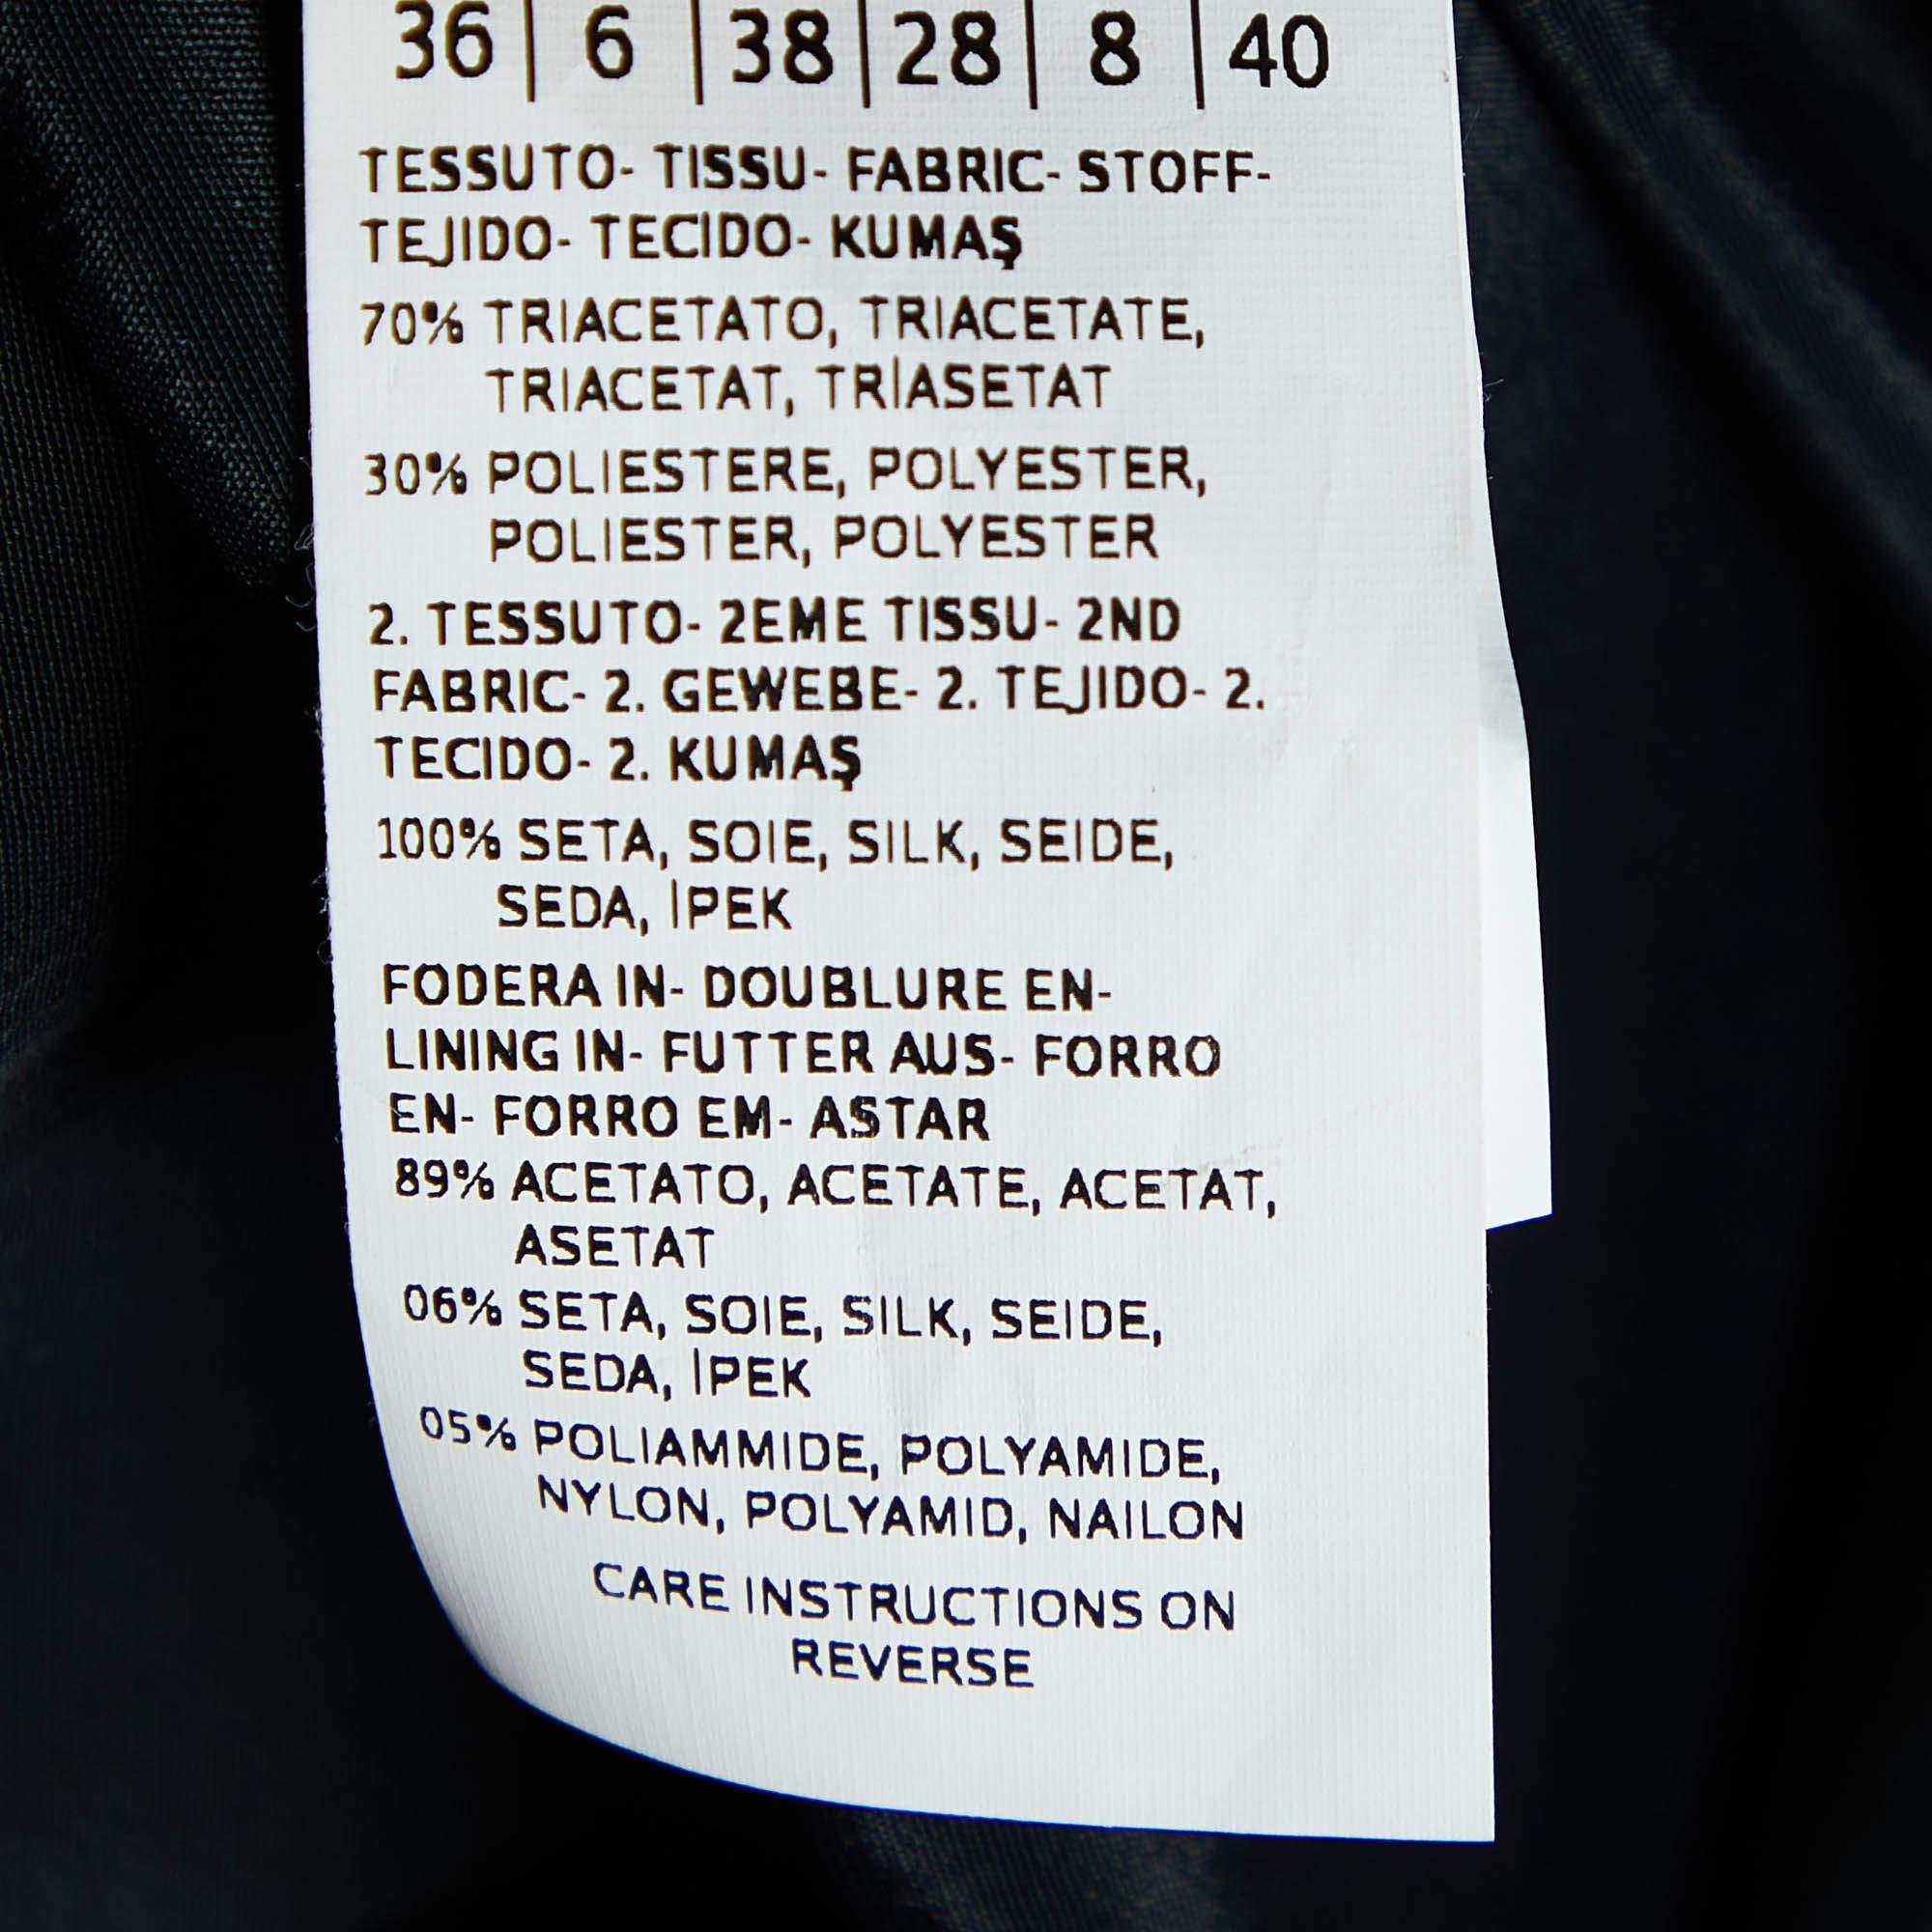 36 | 6 | 38 | 28 | 8 | 40
TESSUTO- TISSU- FABRIC- STOFF-
TEJIDO- TECIDO- KUMAŞ
70% TRIACETATO, TRIACETATE,
TRIACETAT, TRİASETAT
30% POLIESTERE, POLYESTER,
POLIESTER, POLYESTER
2. TESSUTO- 2EME TISSU- 2ND
FABRIC- 2. GEWEBE- 2. TEJIDO- 2.
TECIDO- 2. KUMAŞ
100% SETA, SOIE, SILK, SEIDE,
SEDA, İPEK
FODERA IN- DOUBLURE EN-
LINING IN- FUTTER AUS- FORRO
EN- FORRO EM- ASTAR
89% ACETATO, ACETATE, ACETAT,
ASETAT
06% SETA, SOIE, SILK, SEIDE,
SEDA, İPEK
05% POLIAMMIDE, POLYAMIDE,
NYLON, POLYAMID, NAILON
CARE INSTRUCTIONS ON
REVERSE